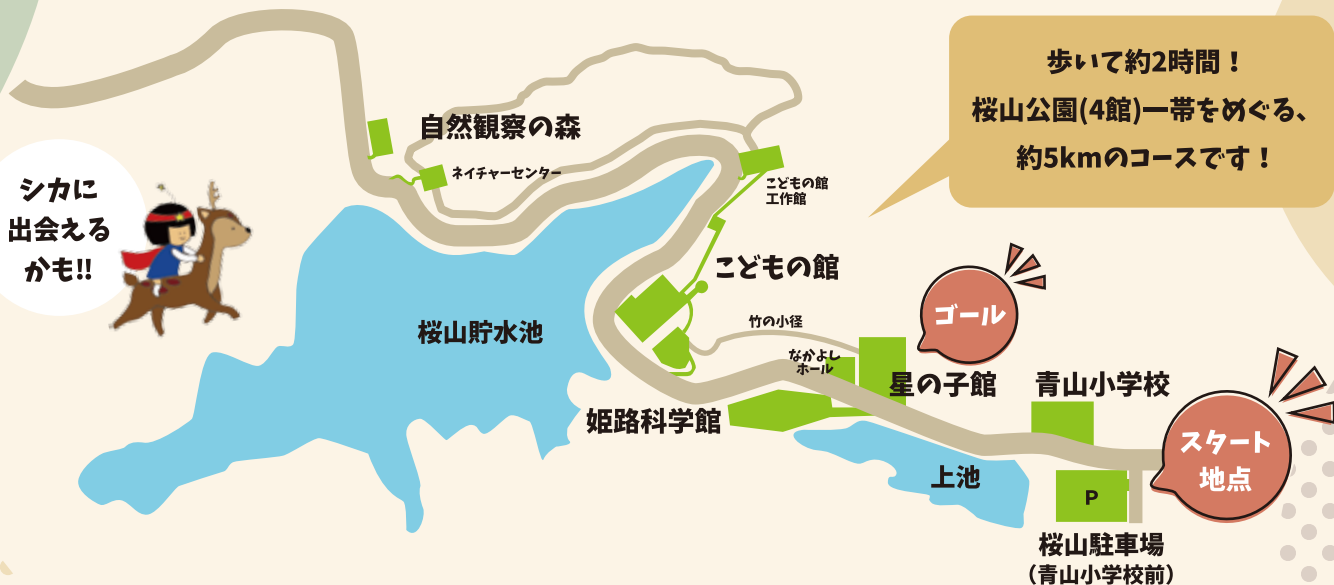 歩いて約2時間!
桜山公園(4館)一帯をめぐる、
約5kmのコースです!
自然観察の森
ネイチャーセンター
シカに
出会える
かも!!
こどもの館
工作館
こどもの館
ゴール
桜山貯水池
竹の小径
なかよし
ホール
星の子館
青山小学校
姫路科学館
スタート
地点
上池
P
桜山駐車場
(青山小学校前)